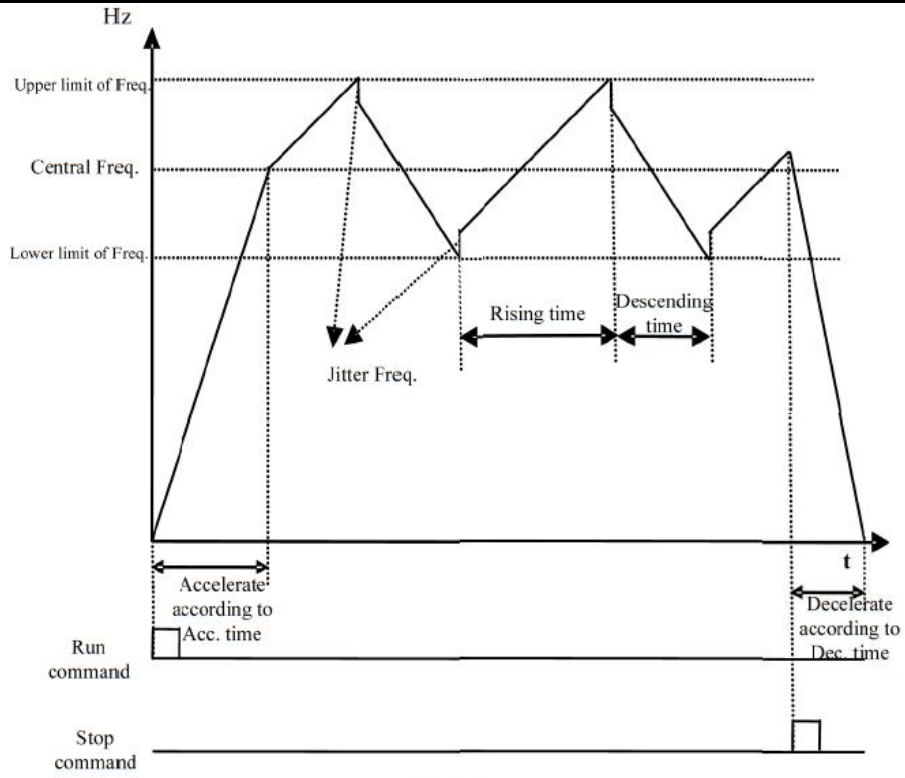 Hz
Upper limit of Freq.
Central Freq.
Lower limit of Freq.
Rising time
Descending
time
Jitter Freq.
t
Accelerate
according to
Acc. time
Decelerate
according to
Dec. time
Run
command
Stop
command